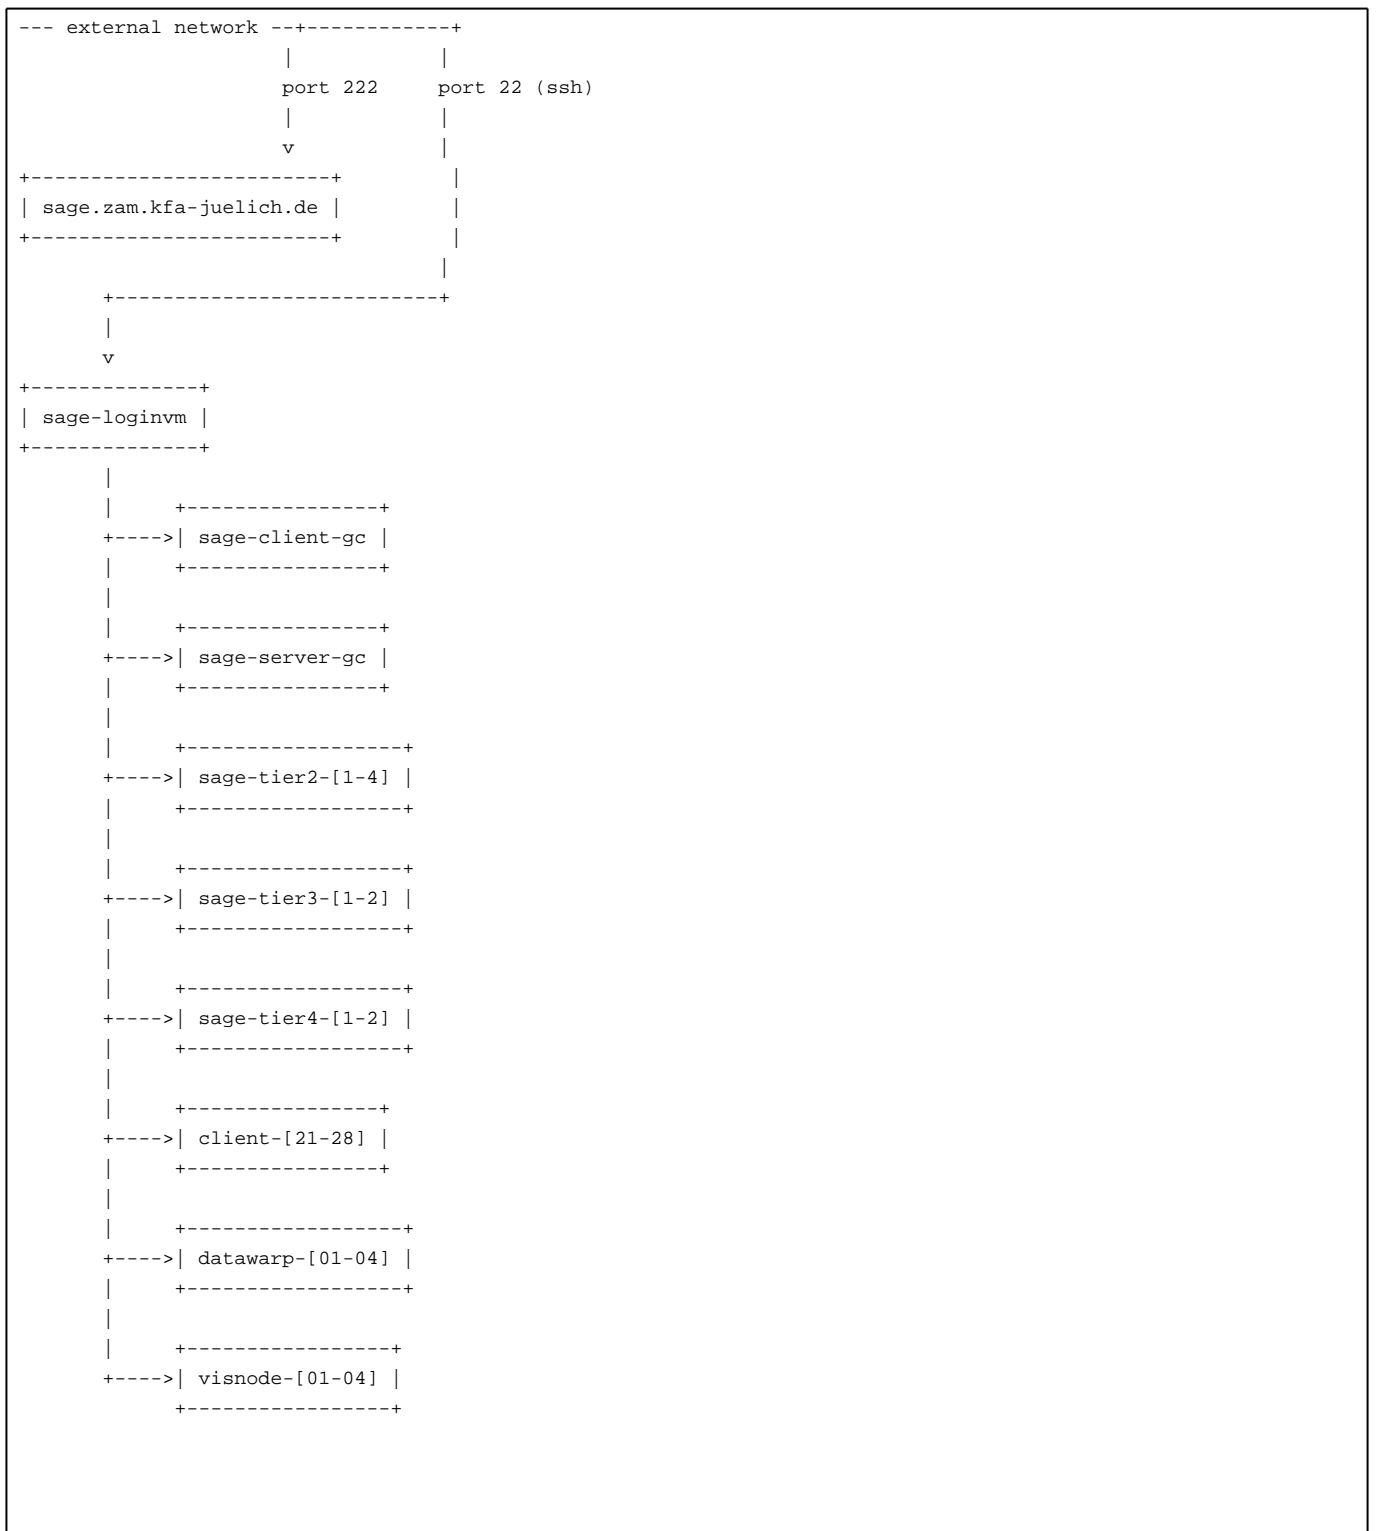 --- external network --+------------+
                       |            |
                      port 222     port 22 (ssh)
                       |            |
                       v            |
+-------------------------+         |
| sage.zam.kfa-juelich.de |         |
+-------------------------+         |
                                    |
       +---------------------------+
       |
       v
+--------------+
| sage-loginvm |
+--------------+
       |
       |     +----------------+
       +---->| sage-client-gc |
       |     +----------------+
       |
       |     +----------------+
       +---->| sage-server-gc |
       |     +----------------+
       |
       |     +------------------+
       +---->| sage-tier2-[1-4] |
       |     +------------------+
       |
       |     +------------------+
       +---->| sage-tier3-[1-2] |
       |     +------------------+
       |
       |     +------------------+
       +---->| sage-tier4-[1-2] |
       |     +------------------+
       |
       |     +----------------+
       +---->| client-[21-28] |
       |     +----------------+
       |
       |     +------------------+
       +---->| datawarp-[01-04] |
       |     +------------------+
       |
       |     +-----------------+
       +---->| visnode-[01-04] |
             +-----------------+